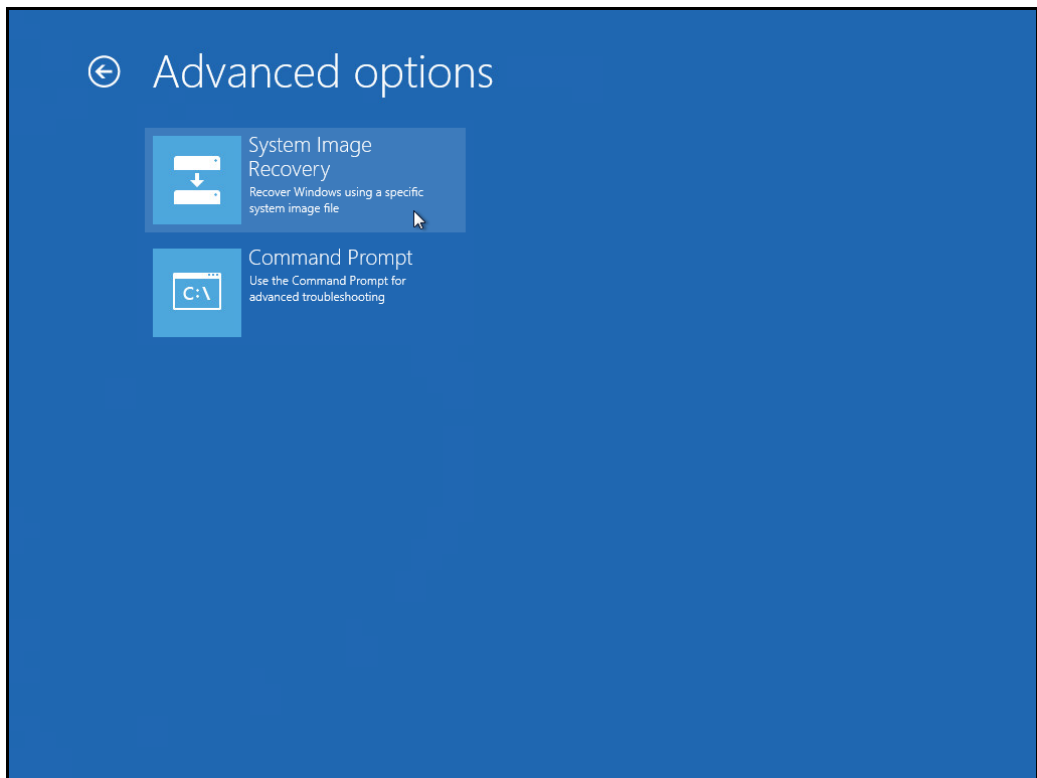 Advanced options
System Image
Recovery
Recover Windows using a specific
system image file
Command Prompt
Use the Command Prompt for
advanced troubleshooting
C:\